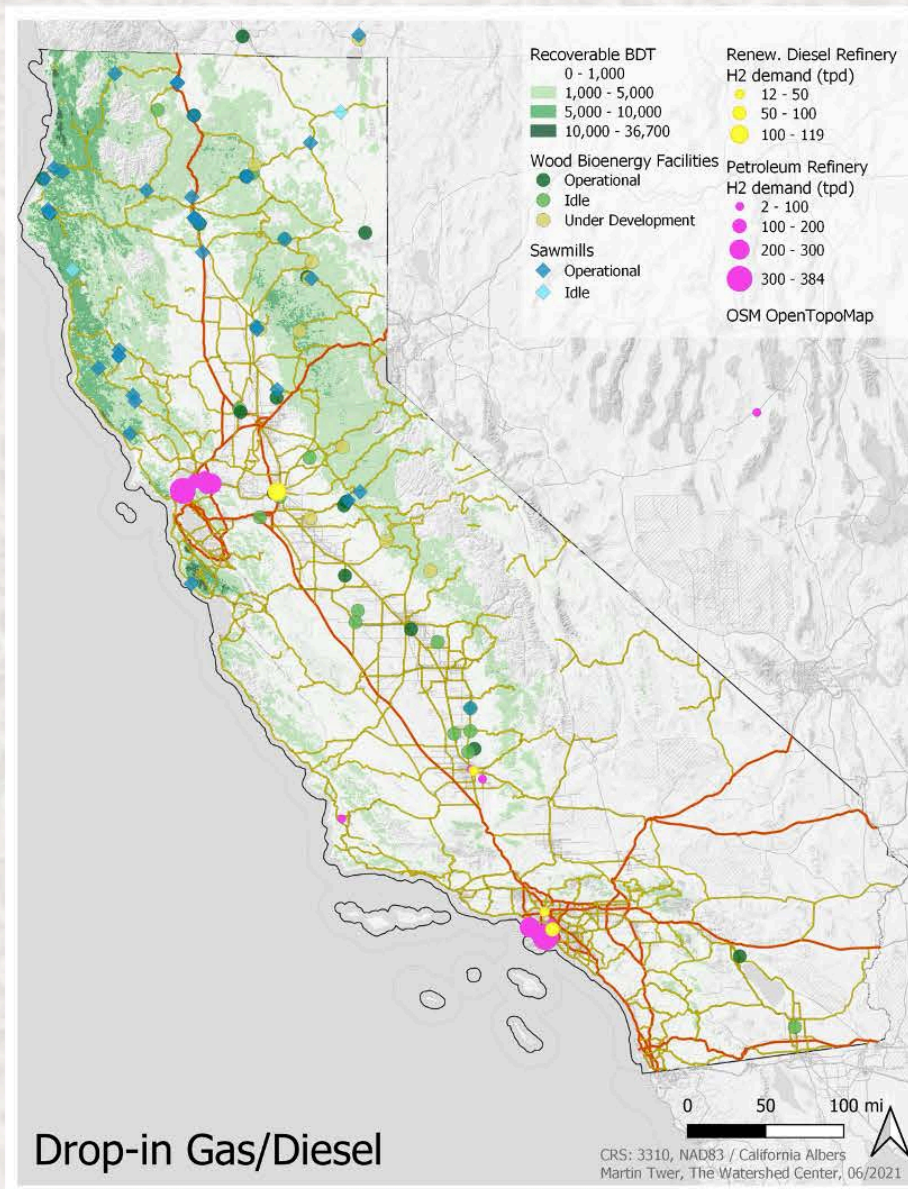 Recoverable BDT
0 - 1,000
1,000 - 5,000
5,000 - 10,000
10,000 - 36,700
Wood Bioenergy Facilities
Operational
Idle
Under Development
Sawmills
Operational
Idle
Renew. Diesel Refinery
H2 demand (tpd)
12 - 50
50 - 100
100 - 119
Petroleum Refinery
H2 demand (tpd)
2 - 100
100 - 200
200 - 300
300 - 384
OSM OpenTopoMap
0 50 100 mi
Drop-in Gas/Diesel
CRS: 3310, NAD83 / California Albers
Martin Twer, The Watershed Center, 06/2021